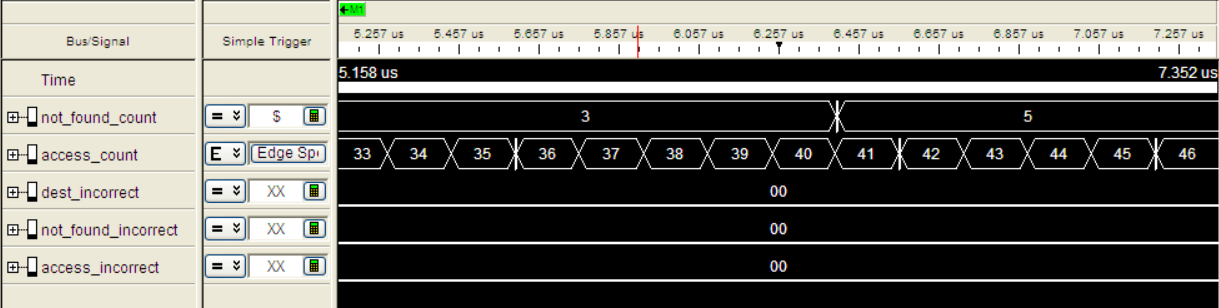 M1
Bus/Signal Simple Trigger 5.257 us 5.457 us 5.657 us 5.857 us 6.057 us 6.257 us 6.457 us 6.657 us 6.857 us 7.057 us 7.257 us
Time 5.158 us 7.352 us
not_found_count = $ 3 5
access_count E Edge Sp 33 34 35 36 37 38 39 40 41 42 43 44 45 46
dest_incorrect = XX 00
not_found_incorrect = XX 00
access_incorrect = XX 00